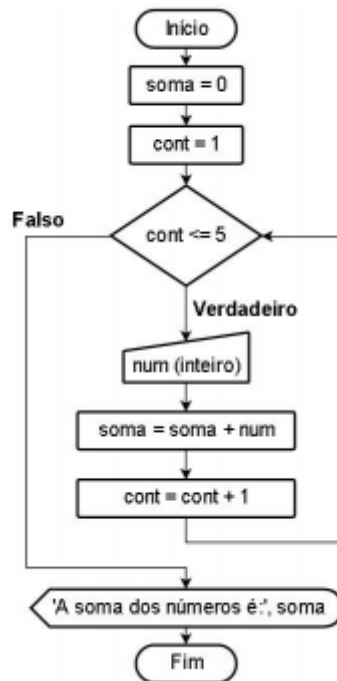 Início
soma = 0
cont = 1
Falso
cont <= 5
Verdadeiro
num (inteiro)
soma = soma + num
cont = cont + 1
'A soma dos números é:', soma
Fim